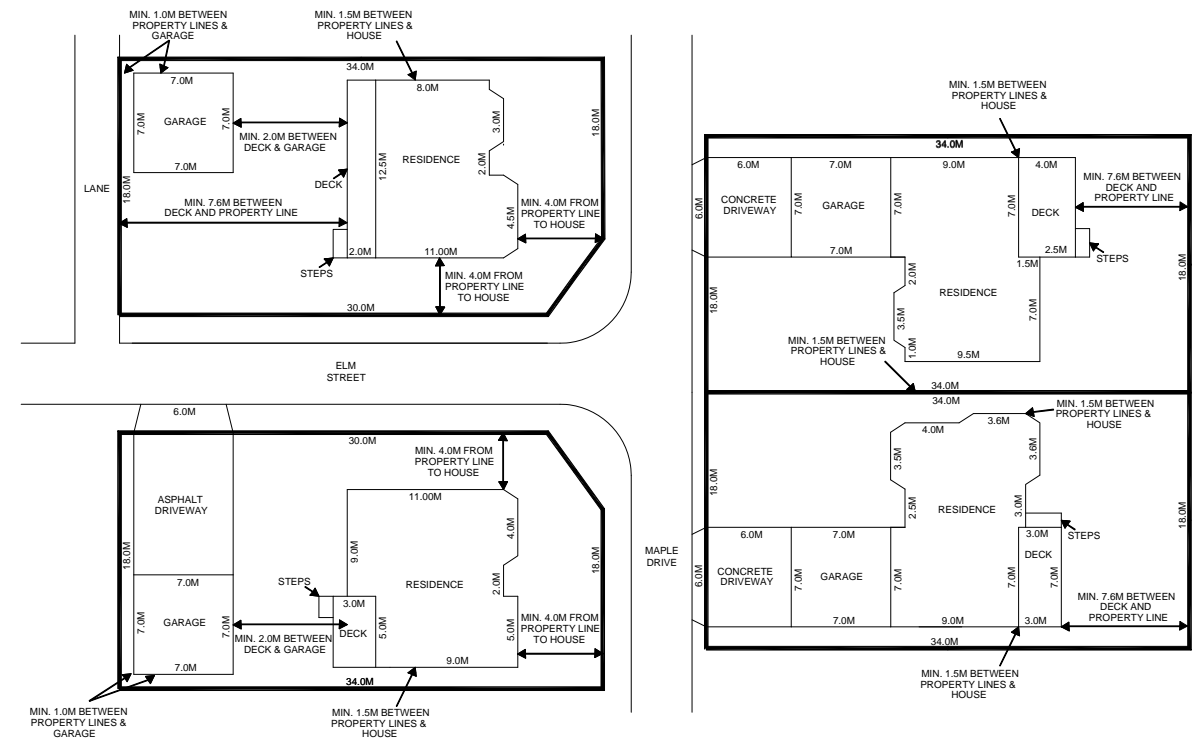 MIN. 1.0M BETWEEN
PROPERTY LINES &
GARAGE
MIN. 1.5M BETWEEN
PROPERTY LINES &
HOUSE
34.0M
7.0M
8.0M
7.0M
GARAGE
7.0M
3.0M
18.0M
MIN. 2.0M BETWEEN
DECK & GARAGE
12.5M
RESIDENCE
2.0M
7.0M
DECK
LANE
18.0M
MIN. 7.6M BETWEEN
DECK AND PROPERTY LINE
4.5M
MIN. 4.0M FROM
PROPERTY LINE
TO HOUSE
2.0M
11.00M
STEPS
MIN. 4.0M FROM
PROPERTY LINE
TO HOUSE
30.0M
ELM
STREET
6.0M
30.0M
MIN. 4.0M FROM
PROPERTY LINE
TO HOUSE
ASPHALT
DRIVEWAY
11.00M
4.0M
18.0M
9.0M
18.0M
7.0M
STEPS
RESIDENCE
2.0M
3.0M
7.0M
GARAGE
7.0M
MIN. 2.0M BETWEEN
DECK & GARAGE
DECK
5.0M
5.0M
MIN. 4.0M FROM
PROPERTY LINE
TO HOUSE
7.0M
9.0M
34.0M
MIN. 1.0M BETWEEN
PROPERTY LINES &
GARAGE
MIN. 1.5M BETWEEN
PROPERTY LINES &
HOUSE
MAPLE
DRIVE
MIN. 1.5M BETWEEN
PROPERTY LINES &
HOUSE
34.0M
6.0M
7.0M
9.0M
4.0M
MIN. 7.6M BETWEEN
DECK AND
PROPERTY LINE
6.0M
CONCRETE
DRIVEWAY
7.0M
GARAGE
7.0M
7.0M
DECK
7.0M
2.5M
STEPS
1.5M
18.0M
18.0M
2.0M
RESIDENCE
7.0M
3.5M
1.0M
9.5M
MIN. 1.5M BETWEEN
PROPERTY LINES &
HOUSE
34.0M
34.0M
MIN. 1.5M BETWEEN
PROPERTY LINES &
HOUSE
4.0M
3.6M
3.5M
3.6M
18.0M
2.5M
RESIDENCE
3.0M
18.0M
6.0M
7.0M
3.0M
STEPS
DECK
6.0M
CONCRETE
DRIVEWAY
7.0M
GARAGE
7.0M
7.0M
7.0M
MIN. 7.6M BETWEEN
DECK AND
PROPERTY LINE
7.0M
9.0M
3.0M
34.0M
MIN. 1.5M BETWEEN
PROPERTY LINES &
HOUSE